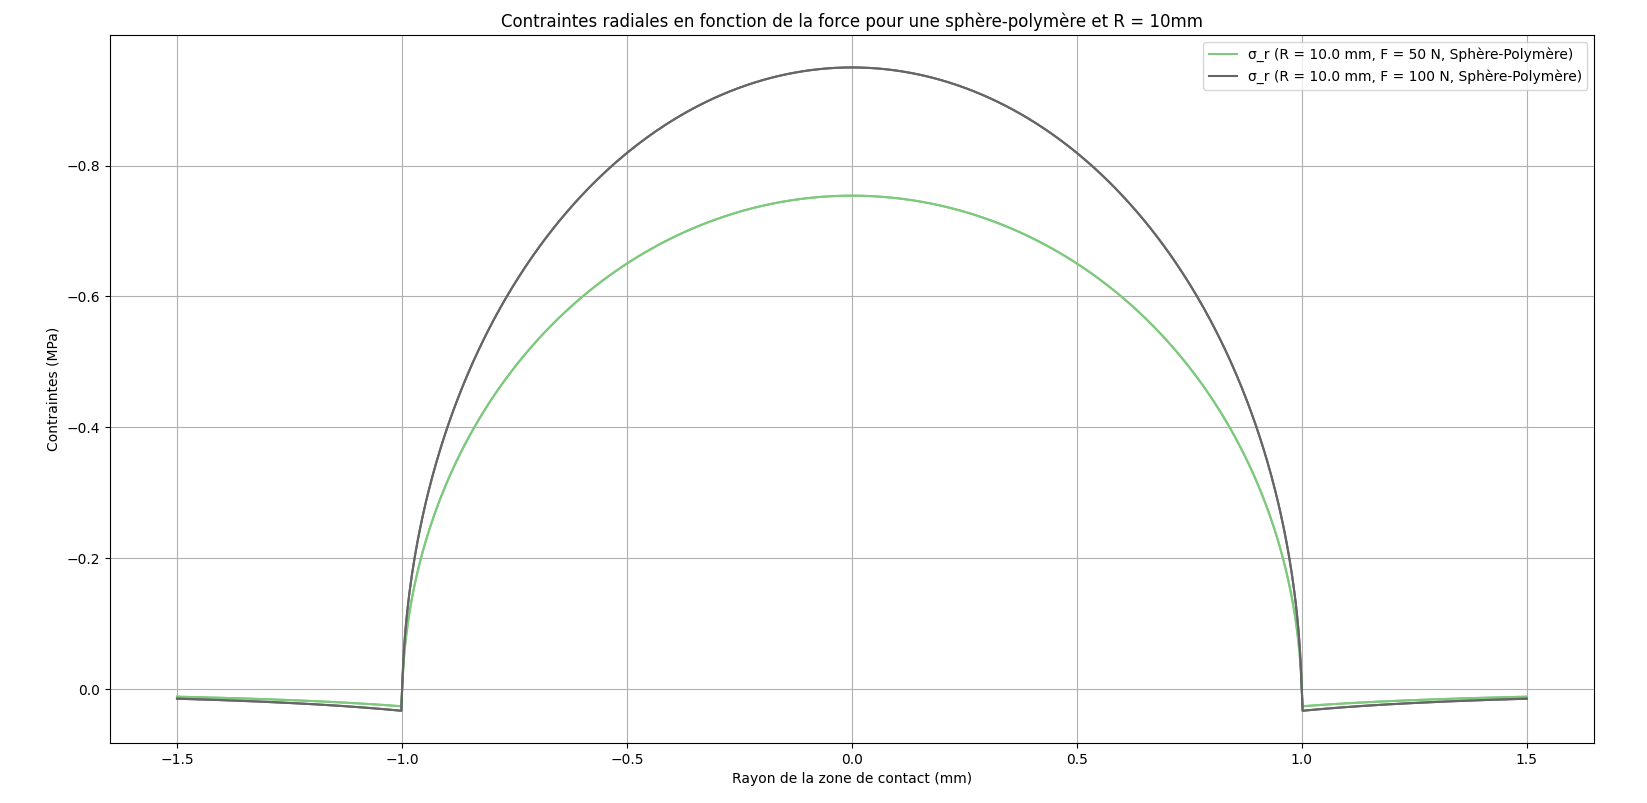 Contraintes radiales en fonction de la force pour une sphère-polymère et R = 10mm
σ_r (R = 10.0 mm, F = 50 N, Sphère-Polymère)
σ_r (R = 10.0 mm, F = 100 N, Sphère-Polymère)
Contraintes (MPa)
−0.8
−0.6
−0.4
−0.2
0.0
−1.5 −1.0 −0.5 0.0 0.5 1.0 1.5
Rayon de la zone de contact (mm)